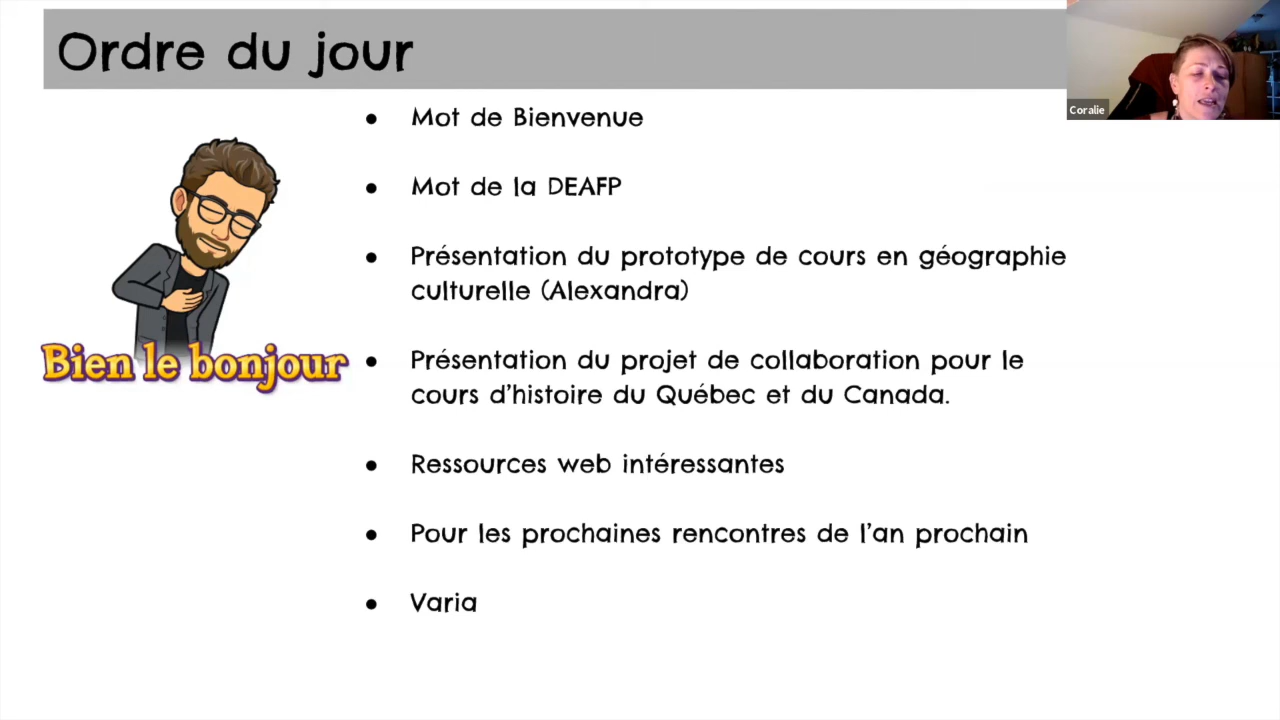 Ordre du jour
Coralie
Mot de Bienvenue
Mot de la DEAFP
Présentation du prototype de cours en géographie
culturelle (Alexandra)
Bien le bonjour
Présentation du projet de collaboration pour le
cours d'histoire du Québec et du Canada.
Ressources web intéressantes
Pour les prochaines rencontres de l'an prochain
Varia